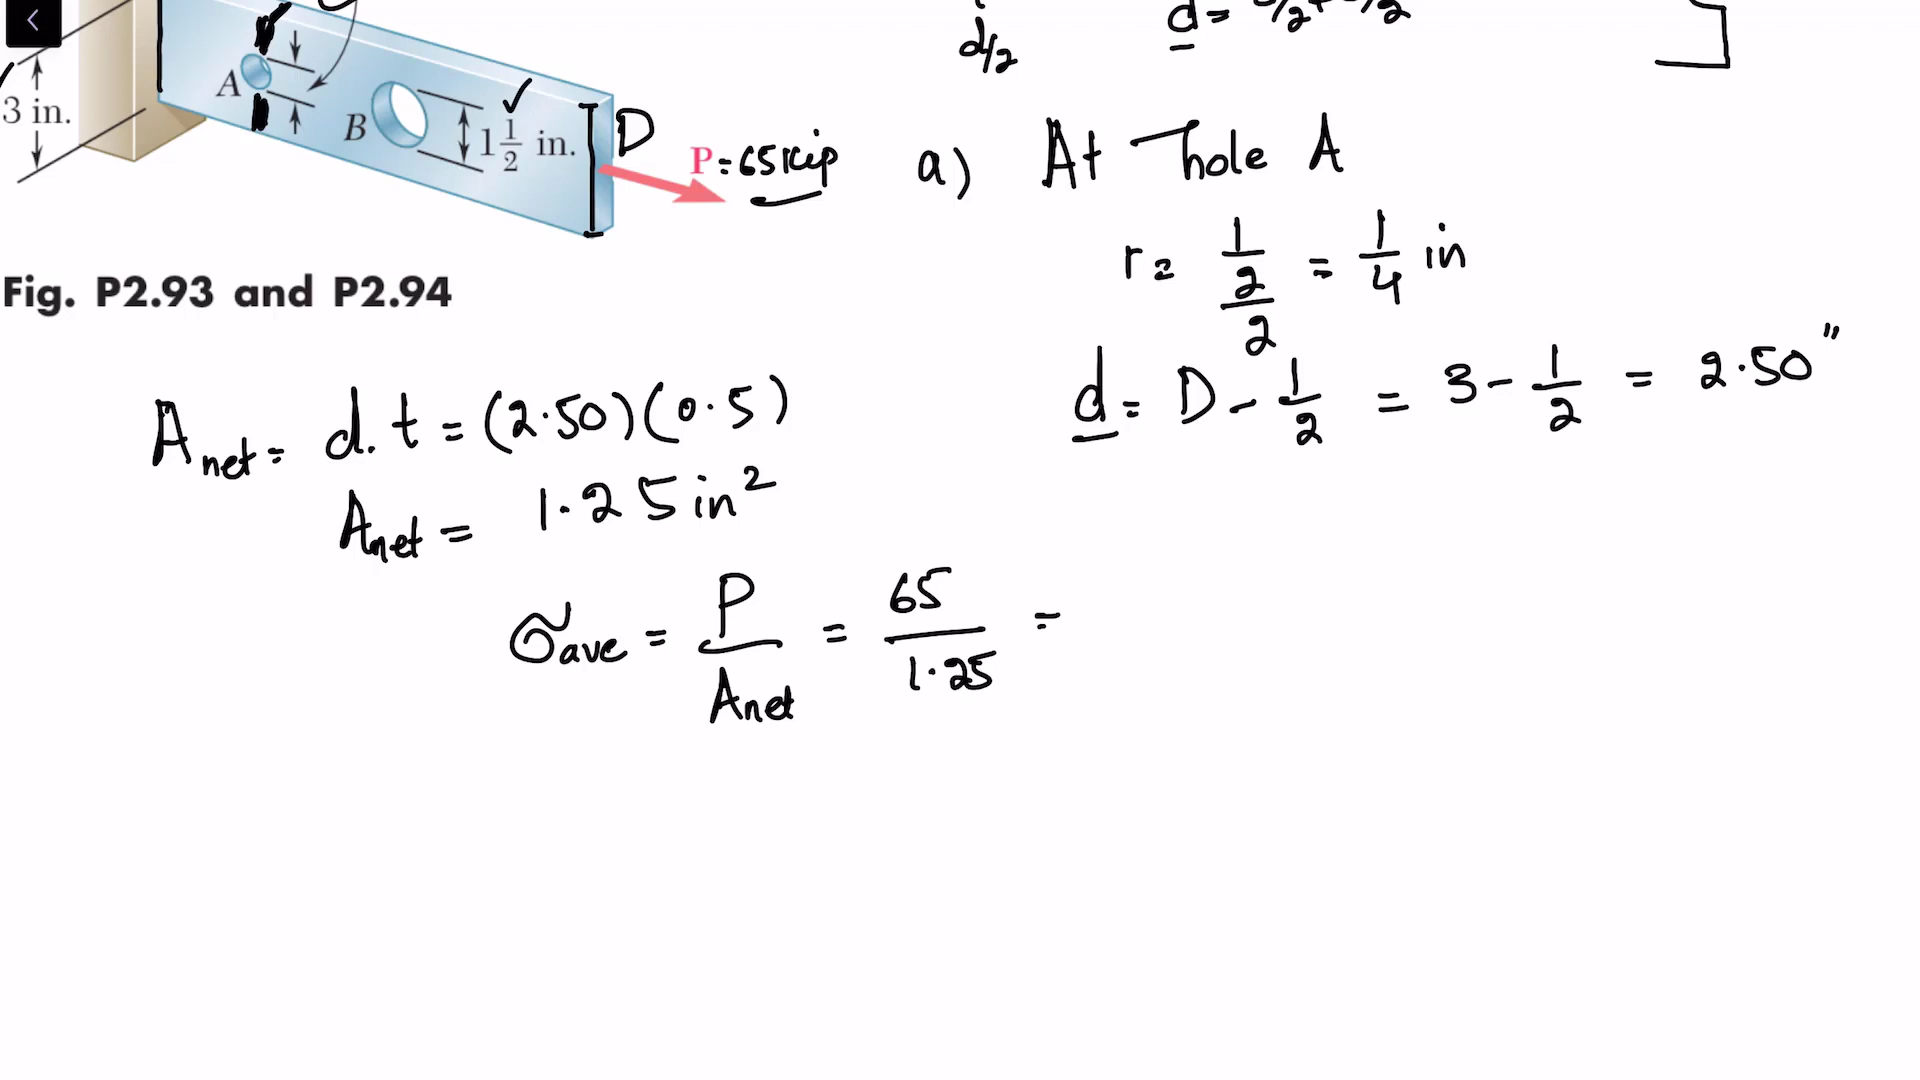 d/2
d =
3 in.
A
B
1 1/2 in.
D
P = 65 kip
Fig. P2.93 and P2.94
a) At hole A
r = (1/2)/2 = 1/4 in
d = D - 1/2 = 3 - 1/2 = 2.50"
Anet = d.t = (2.50)(0.5)
Anet = 1.25 in²
σave = P/Anet = 65/1.25 =